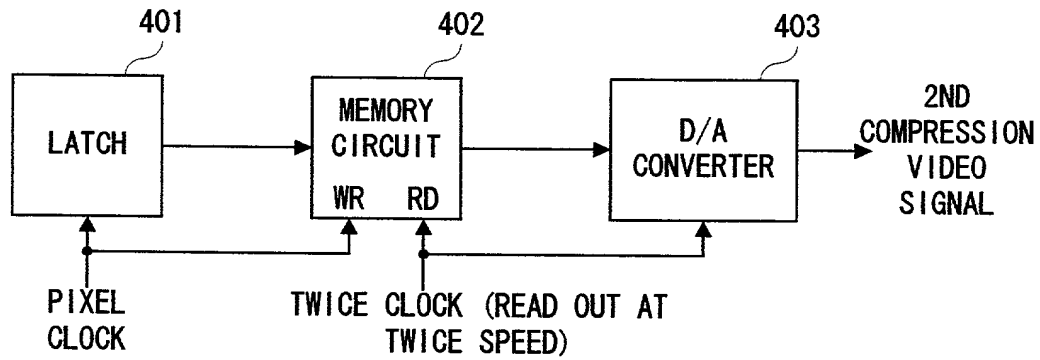 401
402
403
LATCH
MEMORY
CIRCUIT
WR RD
D/A
CONVERTER
2ND
COMPRESSION
VIDEO
SIGNAL
PIXEL
CLOCK
TWICE CLOCK (READ OUT AT
TWICE SPEED)